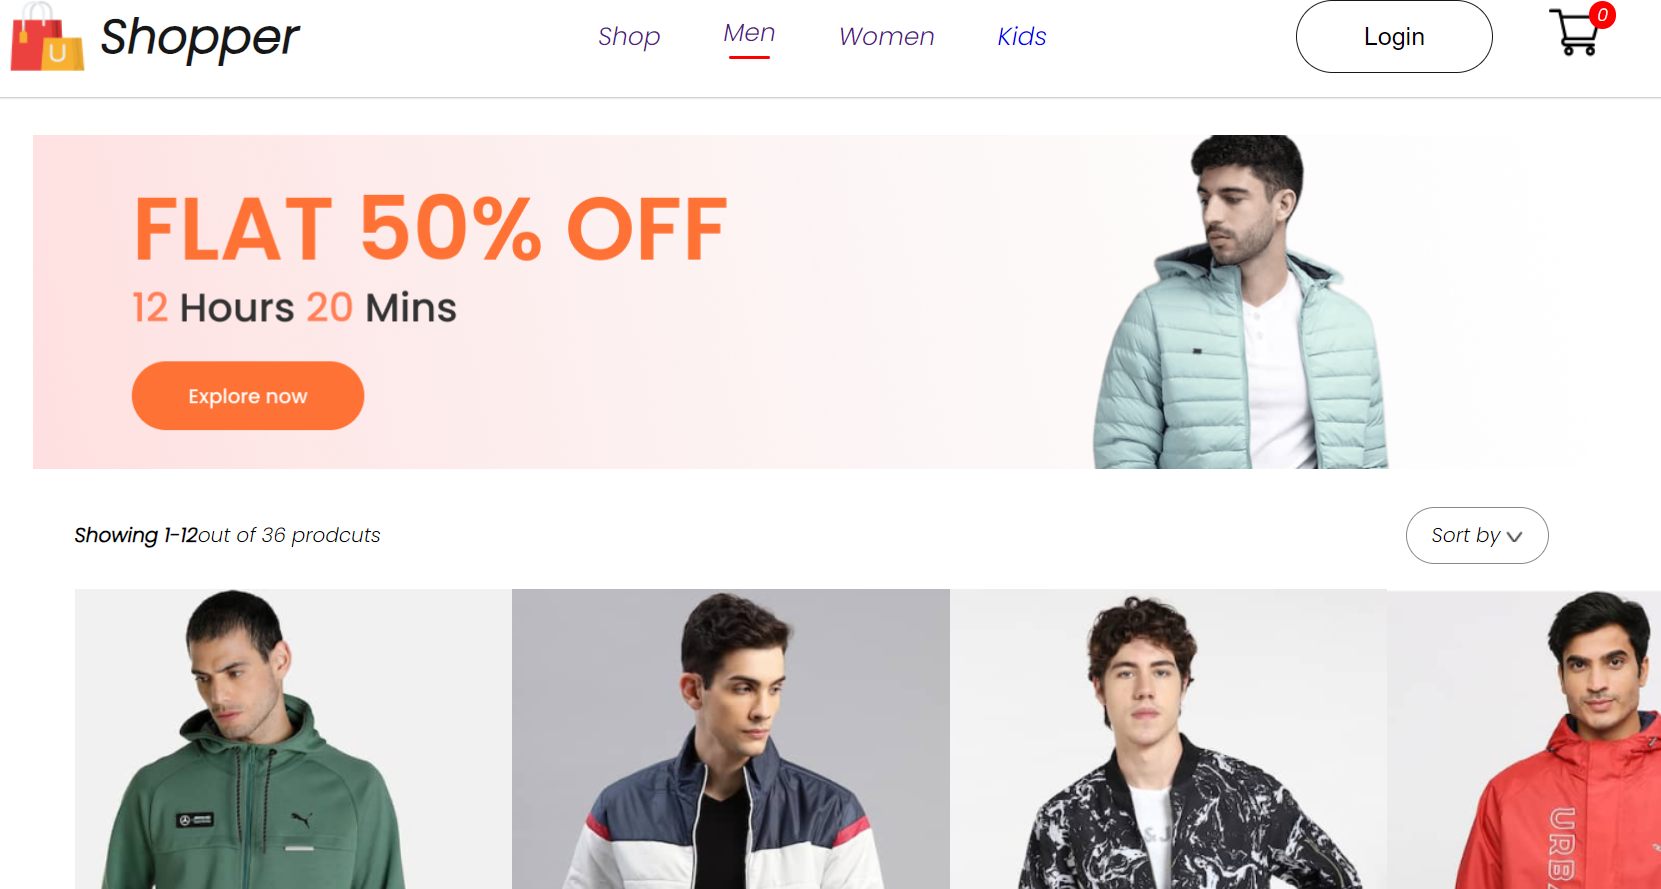 U Shopper Shop Men Women Kids Login 0
FLAT 50% OFF
12 Hours 20 Mins
Explore now
Showing 1-12out of 36 prodcuts
Sort by
URBA